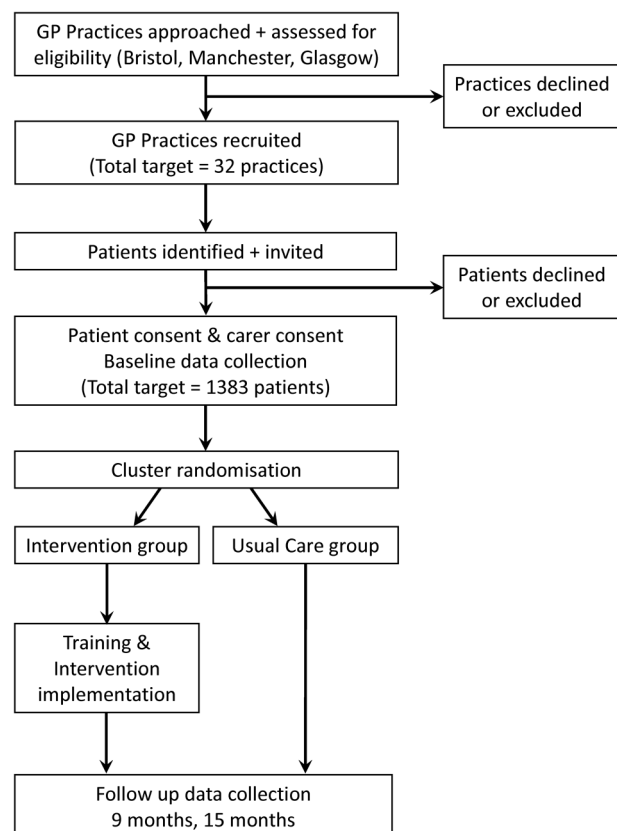 GP Practices approached + assessed for
eligibility (Bristol, Manchester, Glasgow)
Practices declined
or excluded
GP Practices recruited
(Total target = 32 practices)
Patients identified + invited
Patients declined
or excluded
Patient consent & carer consent
Baseline data collection
(Total target = 1383 patients)
Cluster randomisation
Intervention group
Usual Care group
Training &
Intervention
implementation
Follow up data collection
9 months, 15 months